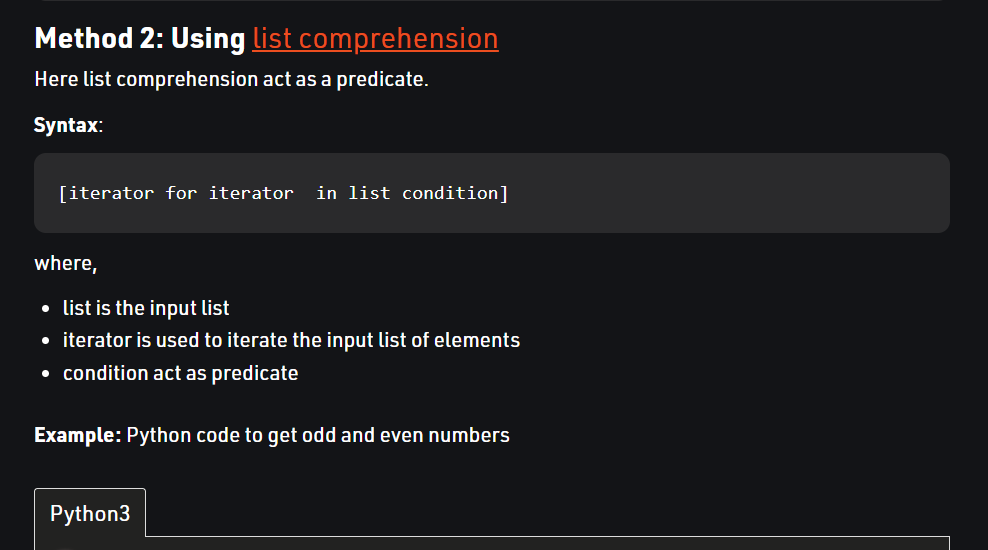 Method 2: Using list comprehension
Here list comprehension act as a predicate.
Syntax:
[iterator for iterator  in list condition]
where,
• list is the input list
• iterator is used to iterate the input list of elements
• condition act as predicate
Example: Python code to get odd and even numbers
Python3